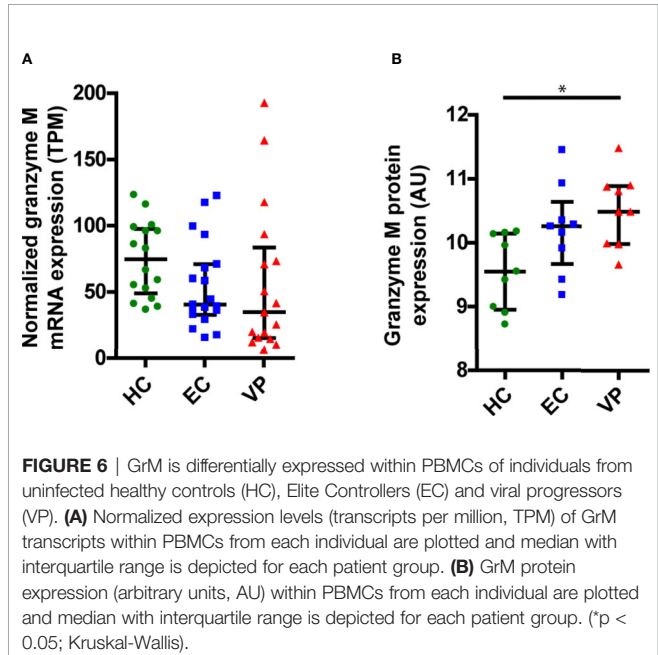 A
Normalized granzyme M
mRNA expression (TPM)
200
150
100
50
0
HC
EC
VP
B
*
Granzyme M protein
expression (AU)
12
11
10
9
8
HC
EC
VP
FIGURE 6 | GrM is differentially expressed within PBMCs of individuals from
uninfected healthy controls (HC), Elite Controllers (EC) and viral progressors
(VP). (A) Normalized expression levels (transcripts per million, TPM) of GrM
transcripts within PBMCs from each individual are plotted and median with
interquartile range is depicted for each patient group. (B) GrM protein
expression (arbitrary units, AU) within PBMCs from each individual are plotted
and median with interquartile range is depicted for each patient group. (*p <
0.05; Kruskal-Wallis).